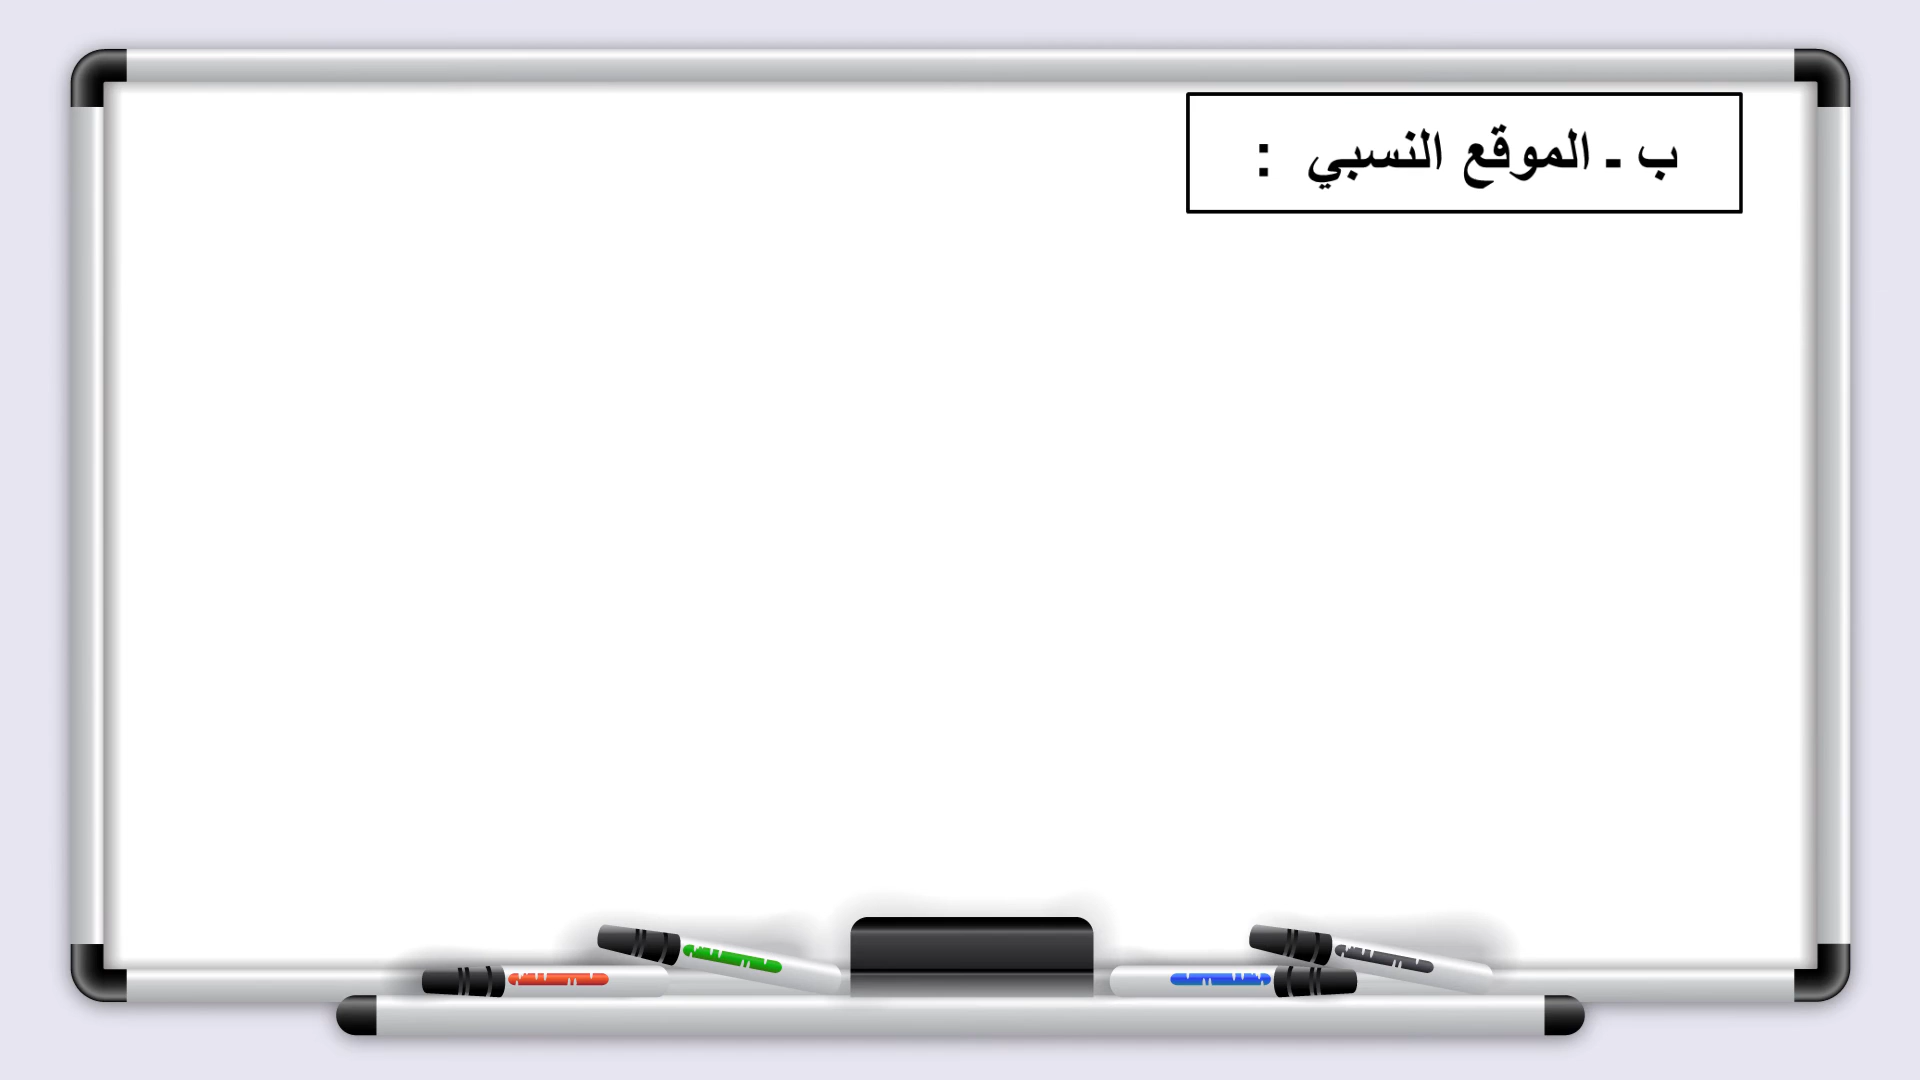 ب - الموقع النسبي :